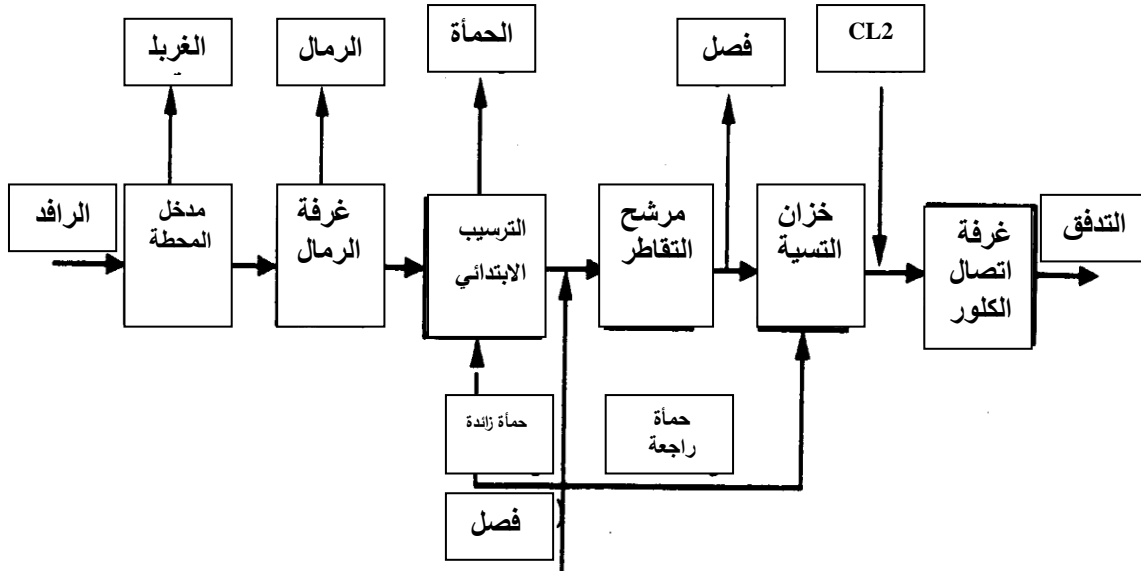 الغربلـ
الرمال
الحمأة
فصل
CL2
الرافد
مدخل
المحطة
غرفة
الرمال
الترسيب
الابتدائي
مرشح
التقاطر
خزان
التسية
غرفة
اتصال
الكلور
التدفق
حمأة زائدة
حمأة
راجعة
فصل